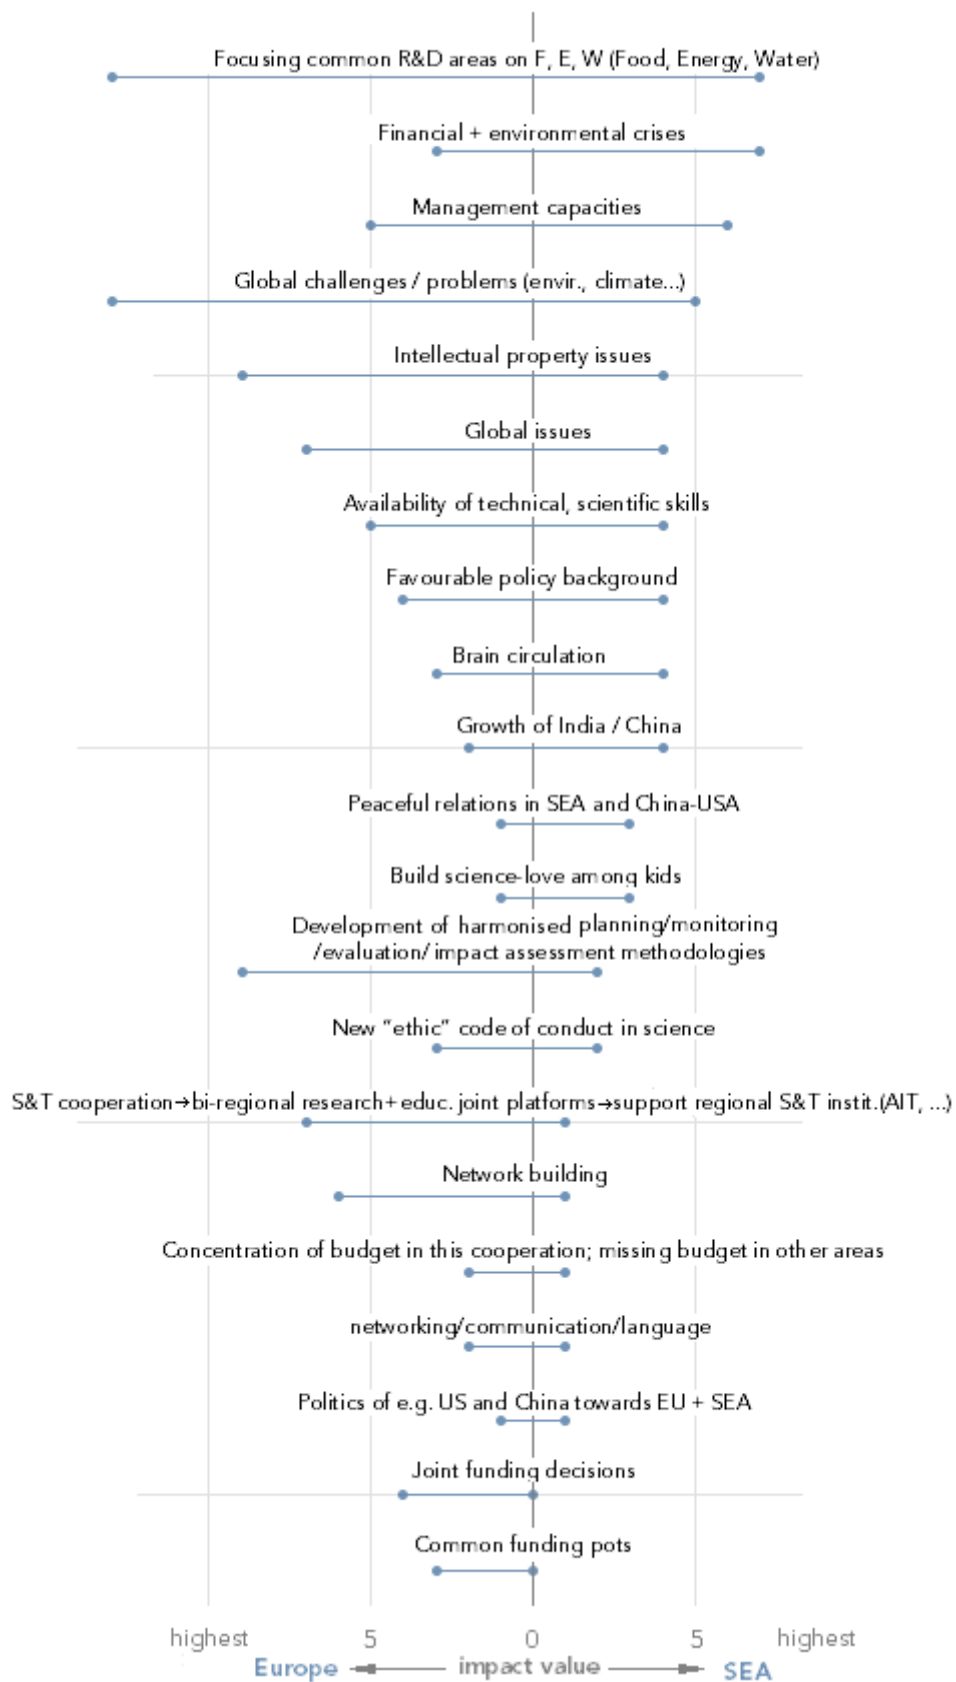 Focusing common R&D areas on F, E, W (Food, Energy, Water)
Financial + environmental crises
Management capacities
Global challenges / problems (envir., climate...)
Intellectual property issues
Global issues
Availability of technical, scientific skills
Favourable policy background
Brain circulation
Growth of India / China
Peaceful relations in SEA and China-USA
Build science-love among kids
Development of harmonised planning/monitoring
/evaluation/ impact assessment methodologies
New "ethic" code of conduct in science
S&T cooperation→bi-regional research+educ. joint platforms→support regional S&T instit.(AIT, ...)
Network building
Concentration of budget in this cooperation; missing budget in other areas
networking/communication/language
Politics of e.g. US and China towards EU + SEA
Joint funding decisions
Common funding pots
highest 5 0 5 highest
Europe impact value SEA